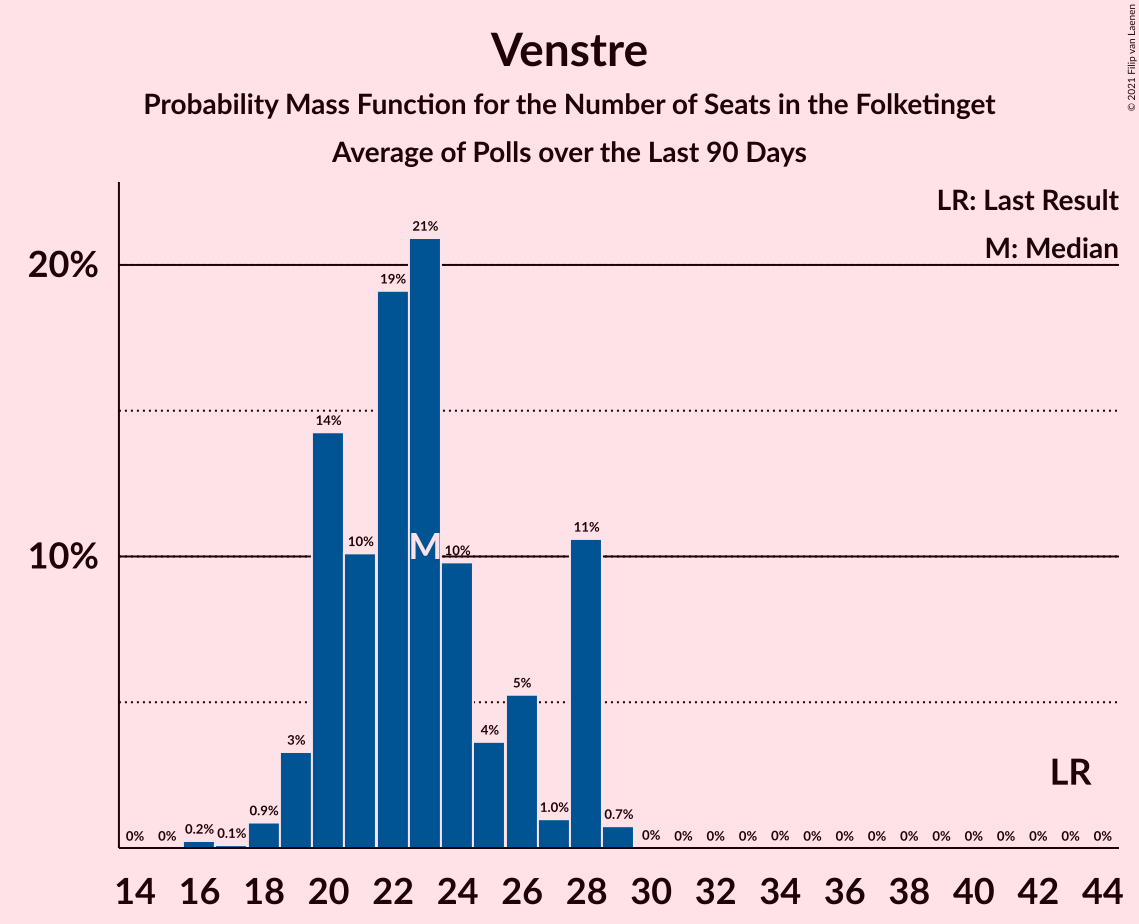 Venstre
Probability Mass Function for the Number of Seats in the Folketinget
Average of Polls over the Last 90 Days
© 2021 Filip van Laenen
LR: Last Result
M: Median
20%
10%
0% 0% 0.2% 0.1% 0.9% 3% 14% 10% 19% 21% 10% 4% 5% 1.0% 11% 0.7% 0% 0% 0% 0% 0% 0% 0% 0% 0% 0% 0% 0% 0% 0% 0%
M
LR
14 16 18 20 22 24 26 28 30 32 34 36 38 40 42 44